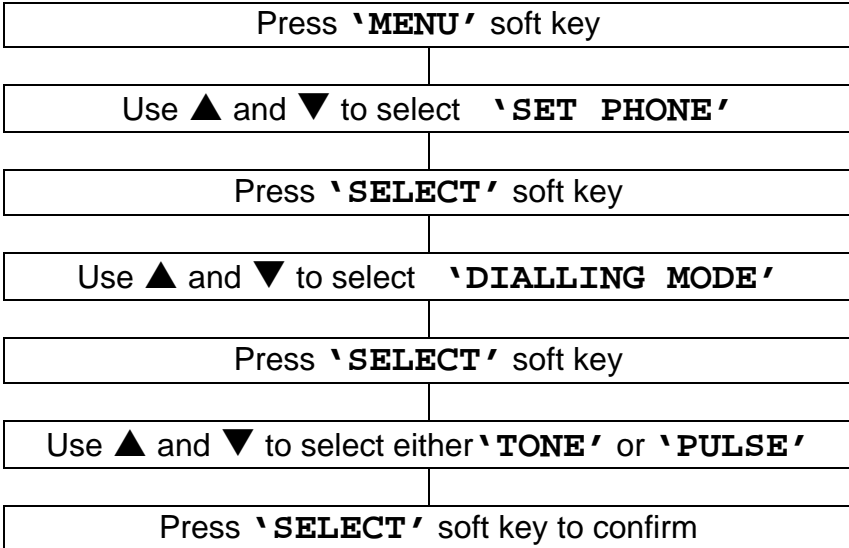 Press ‘MENU’ soft key
Use ▲ and ▼ to select ‘SET PHONE’
Press ‘SELECT’ soft key
Use ▲ and ▼ to select ‘DIALLING MODE’
Press ‘SELECT’ soft key
Use ▲ and ▼ to select either‘TONE’ or ‘PULSE’
Press ‘SELECT’ soft key to confirm